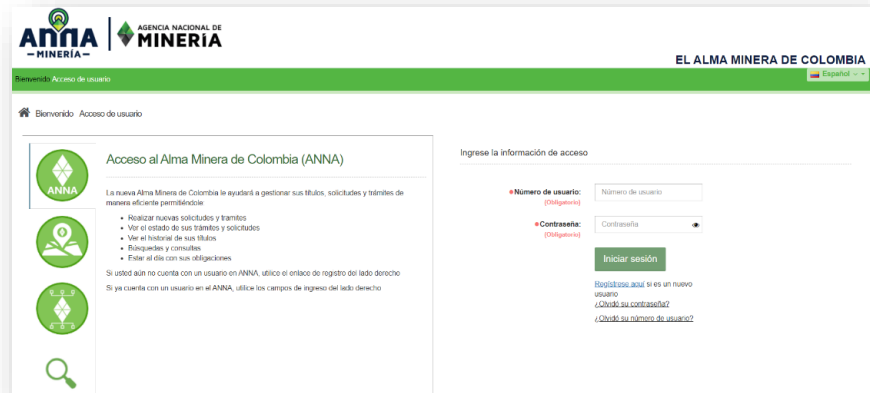 ANNA
– MINERÍA –
AGENCIA NACIONAL DE
MINERÍA
EL ALMA MINERA DE COLOMBIA
Bienvenido Acceso de usuario
Español
Bienvenido Acceso de usuario
Acceso al Alma Minera de Colombia (ANNA)
ANNA
La nueva Alma Minera de Colombia le ayudará a gestionar sus títulos, solicitudes y trámites de
manera eficiente permitiéndole:
• Realizar nuevas solicitudes y tramites
• Ver el estado de sus trámites y solicitudes
• Ver el historial de sus títulos
• Búsquedas y consultas
• Estar al día con sus obligaciones
Si usted aún no cuenta con un usuario en ANNA, utilice el enlace de registro del lado derecho
Si ya cuenta con un usuario en el ANNA, utilice los campos de ingreso del lado derecho
Ingrese la información de acceso
Número de usuario:
(Obligatorio)
Número de usuario
Contraseña:
(Obligatorio)
Contraseña
Iniciar sesión
Regístrese aquí si es un nuevo
usuario
¿Olvidó su contraseña?
¿Olvidó su número de usuario?